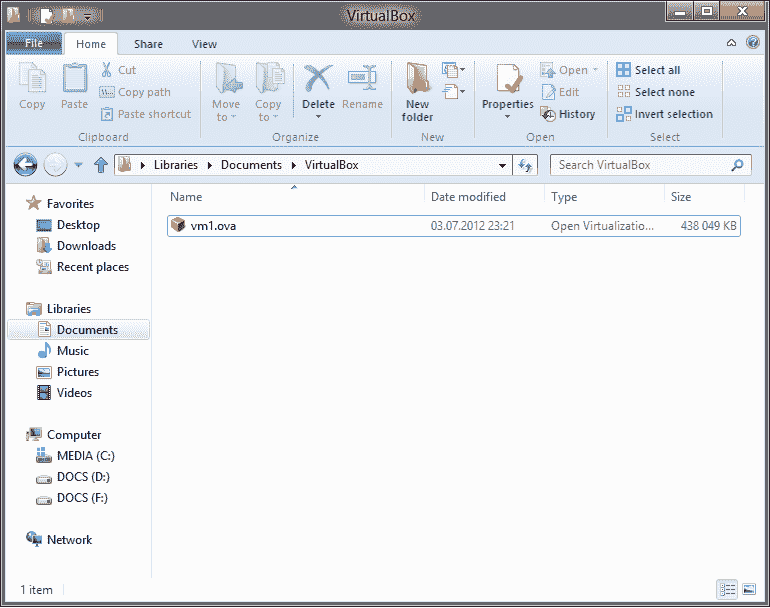 VirtualBox
File Home Share View
Copy
Paste
Cut
Copy path
Paste shortcut
Clipboard
Move to
Copy to
Delete
Rename
Organize
New folder
New
Properties
Open
Edit
History
Open
Select all
Select none
Invert selection
Select
Libraries Documents VirtualBox
Search VirtualBox
Name Date modified Type Size
vm1.ova 03.07.2012 23:21 Open Virtualizatio... 438 049 KB
Favorites
Desktop
Downloads
Recent places
Libraries
Documents
Music
Pictures
Videos
Computer
MEDIA (C:)
DOCS (D:)
DOCS (F:)
Network
1 item